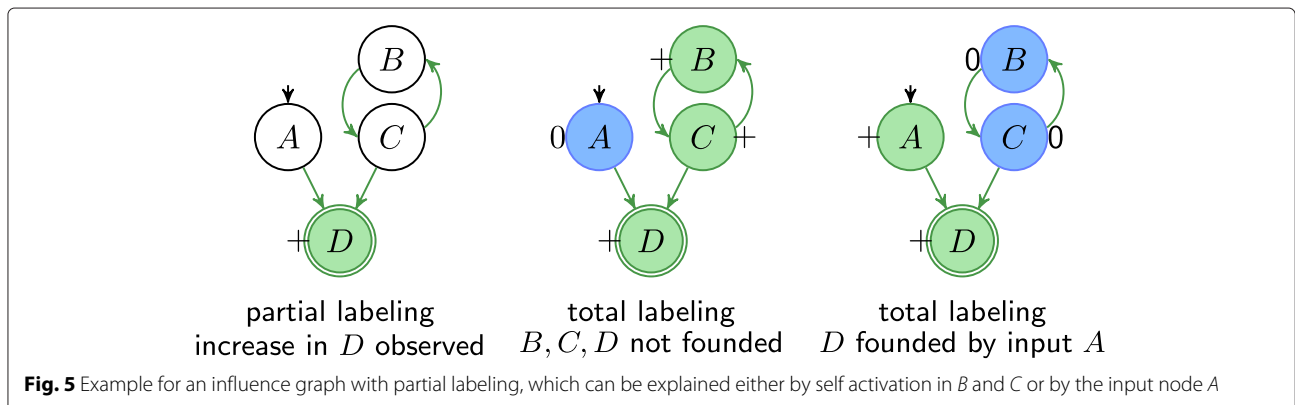 B
A
C
+ D
partial labeling
increase in D observed
+ B
0 A
C +
+ D
total labeling
B, C, D not founded
0 B
+ A
C 0
+ D
total labeling
D founded by input A
Fig. 5 Example for an influence graph with partial labeling, which can be explained either by self activation in B and C or by the input node A